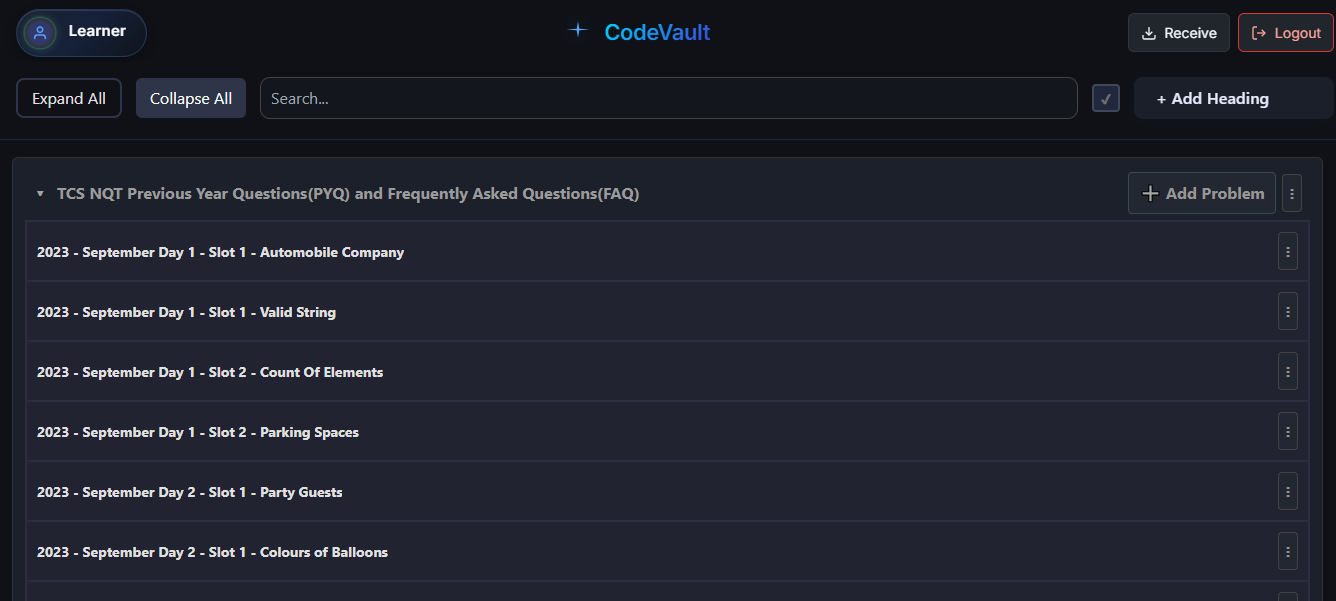 Learner
CodeVault
Receive
Logout
Expand All
Collapse All
Search...
+ Add Heading
TCS NQT Previous Year Questions(PYQ) and Frequently Asked Questions(FAQ)
Add Problem
2023 - September Day 1 - Slot 1 - Automobile Company
2023 - September Day 1 - Slot 1 - Valid String
2023 - September Day 1 - Slot 2 - Count Of Elements
2023 - September Day 1 - Slot 2 - Parking Spaces
2023 - September Day 2 - Slot 1 - Party Guests
2023 - September Day 2 - Slot 1 - Colours of Balloons